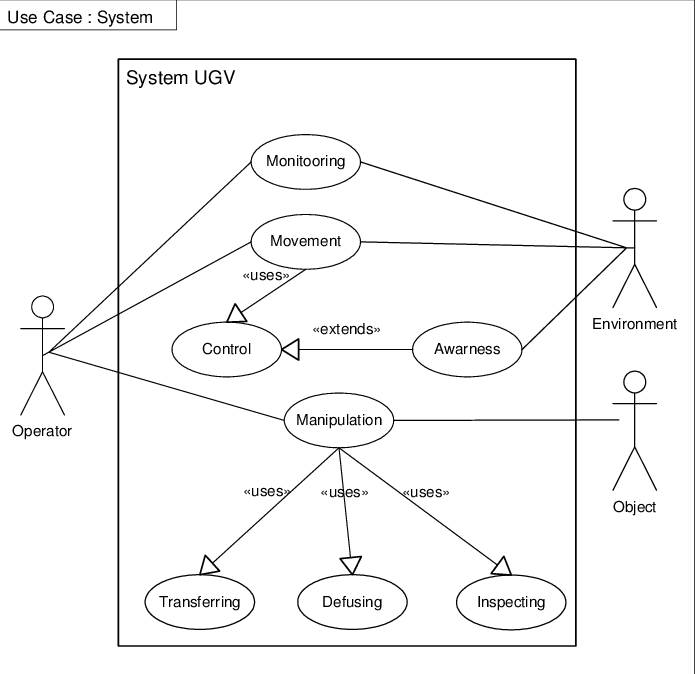 Use Case : System
System UGV
Monitooring
Movement
«uses»
Control
«extends»
Awarness
Environment
Operator
Manipulation
Object
«uses»
«uses»
«uses»
Transferring
Defusing
Inspecting